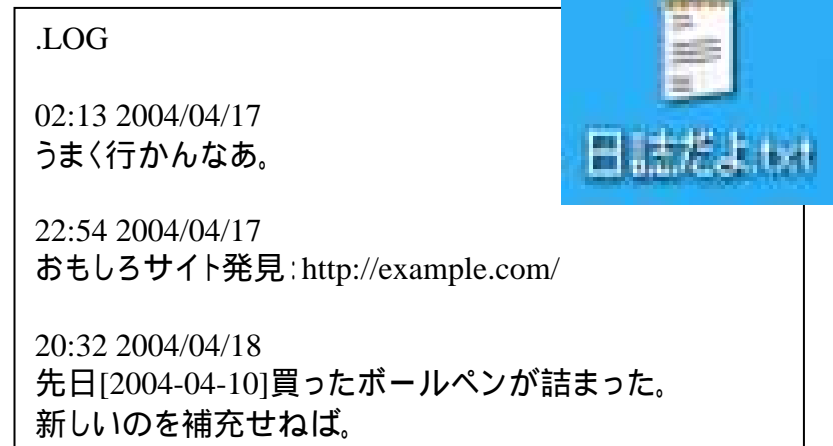 .LOG
02:13 2004/04/17
うまく行かんなあ。
22:54 2004/04/17
おもしろサイト発見:http://example.com/
20:32 2004/04/18
先日[2004-04-10]買ったボールペンが詰まった。
新しいのを補充せねば。
日誌だよ.txt